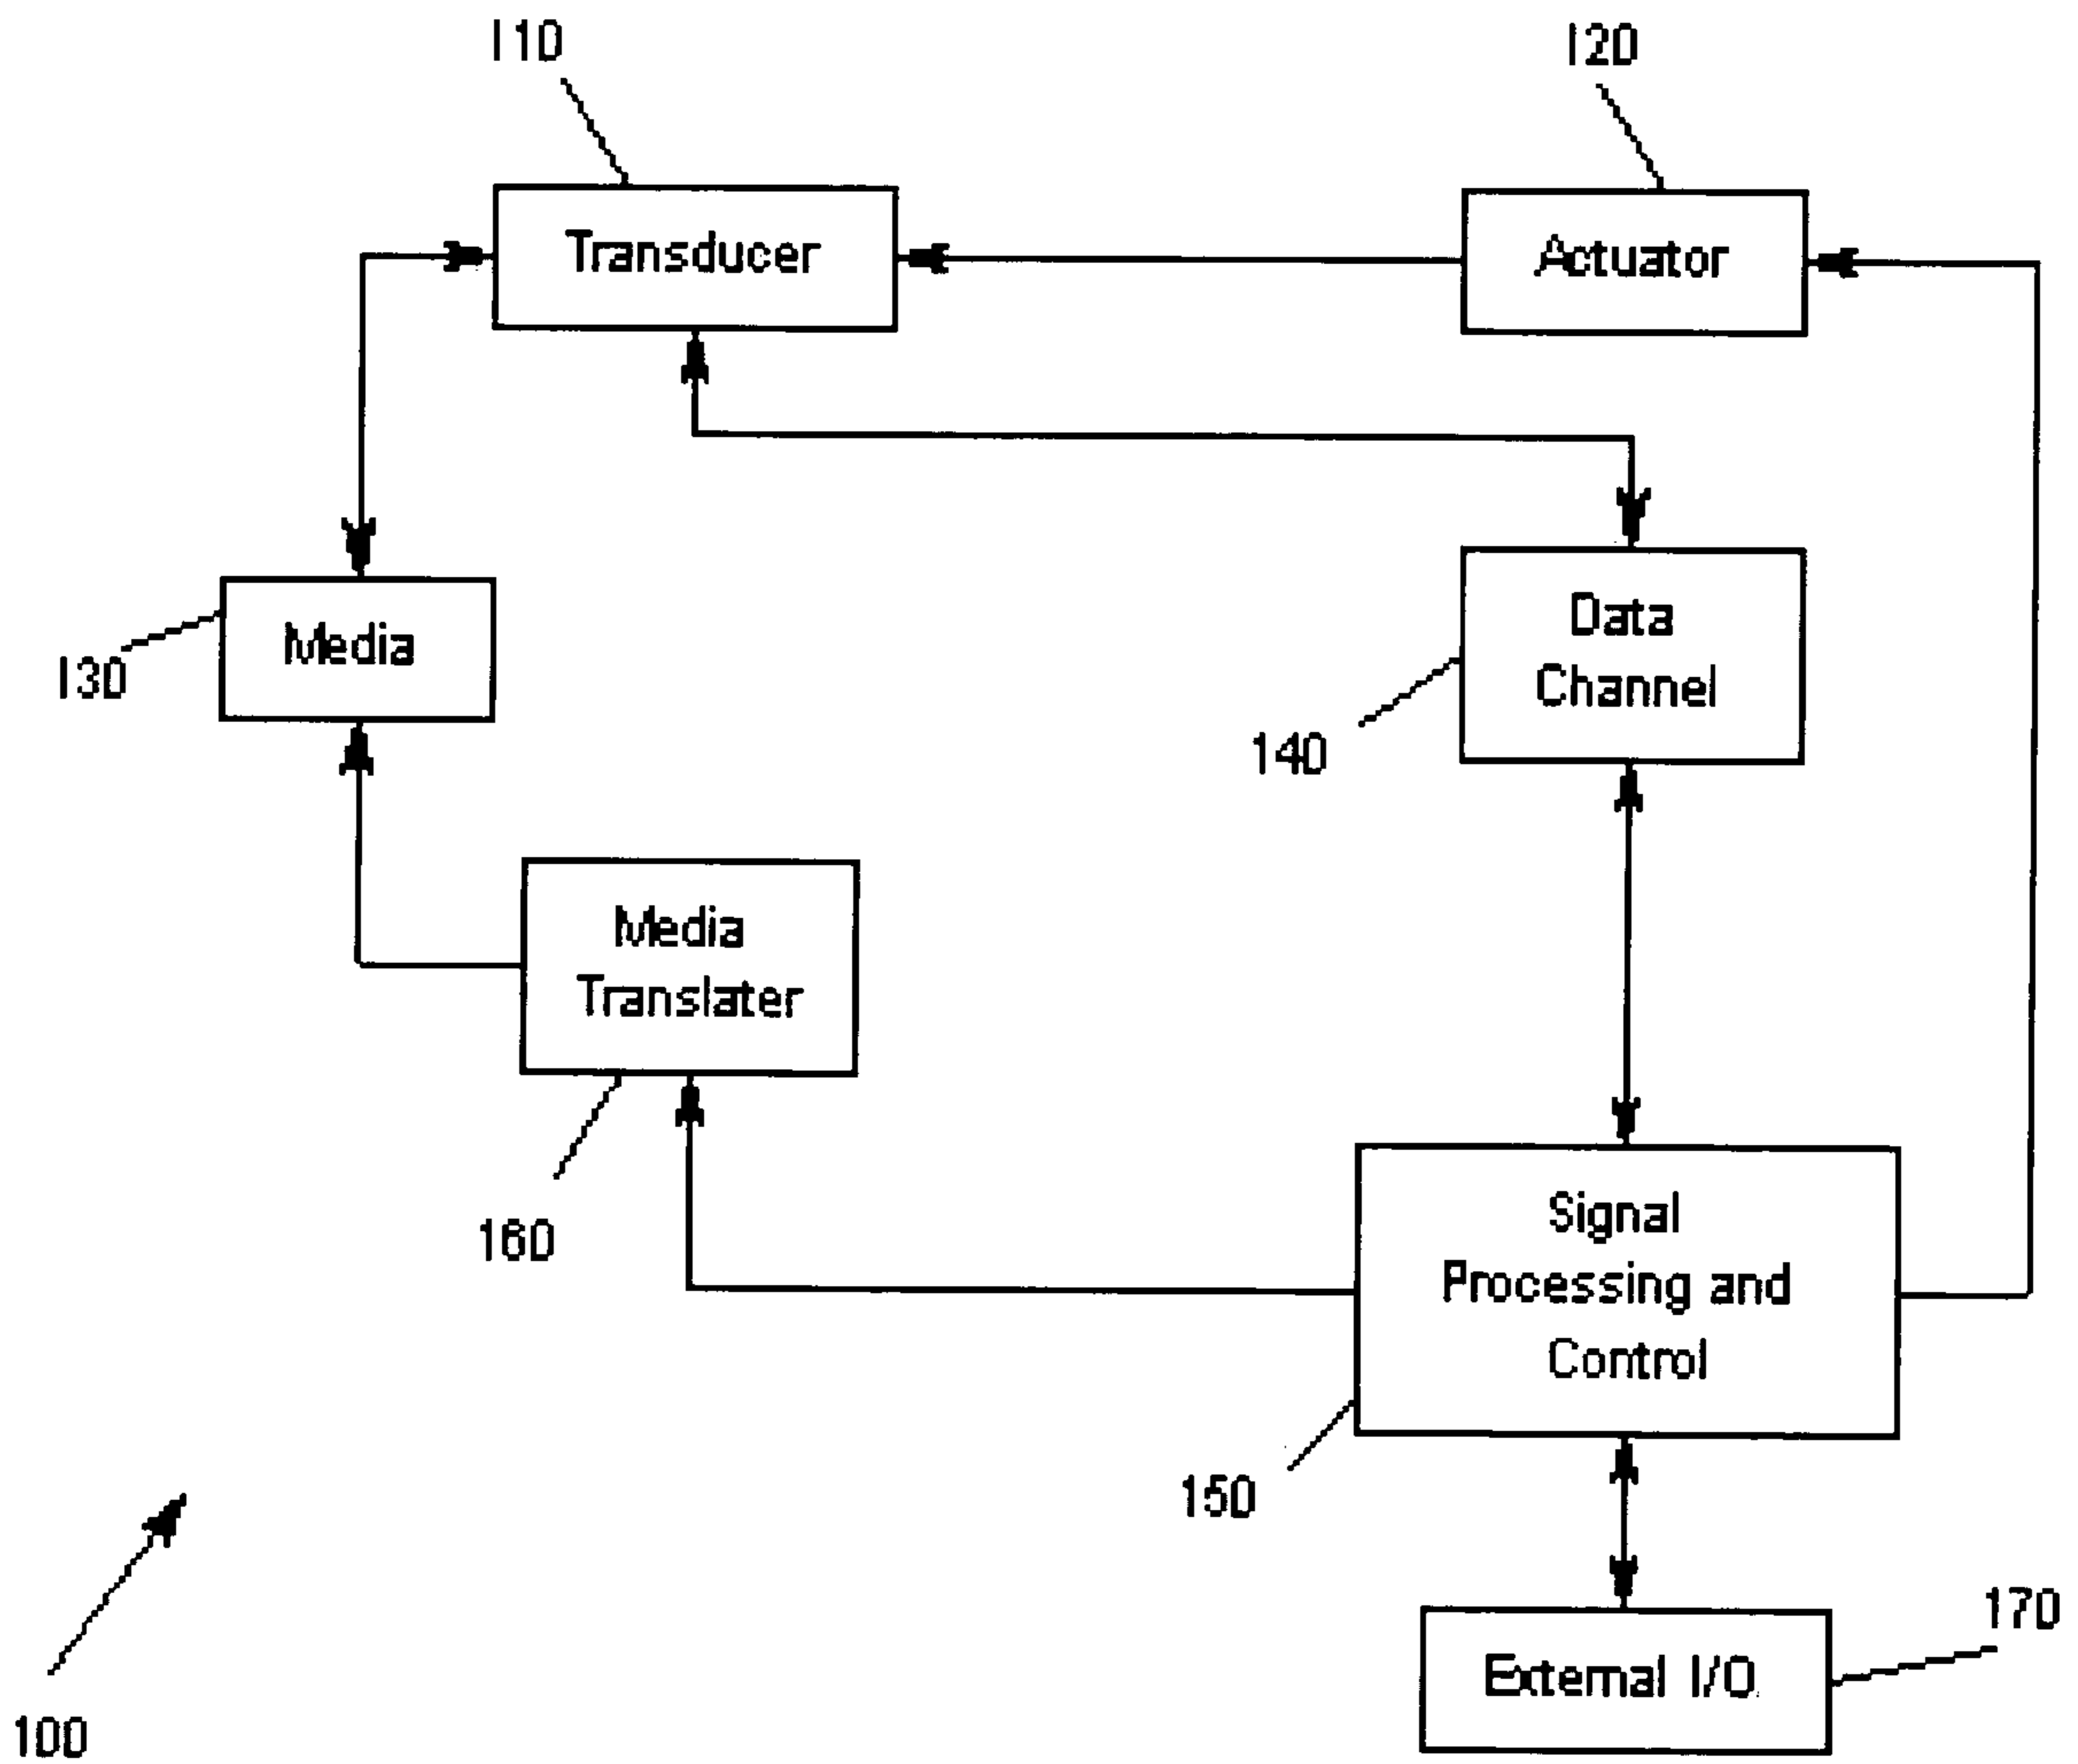 110
120
Transducer
Actuator
130
Media
Data
Channel
140
Media
Translater
160
Signal
Processing and
Control
150
170
External I/O
100